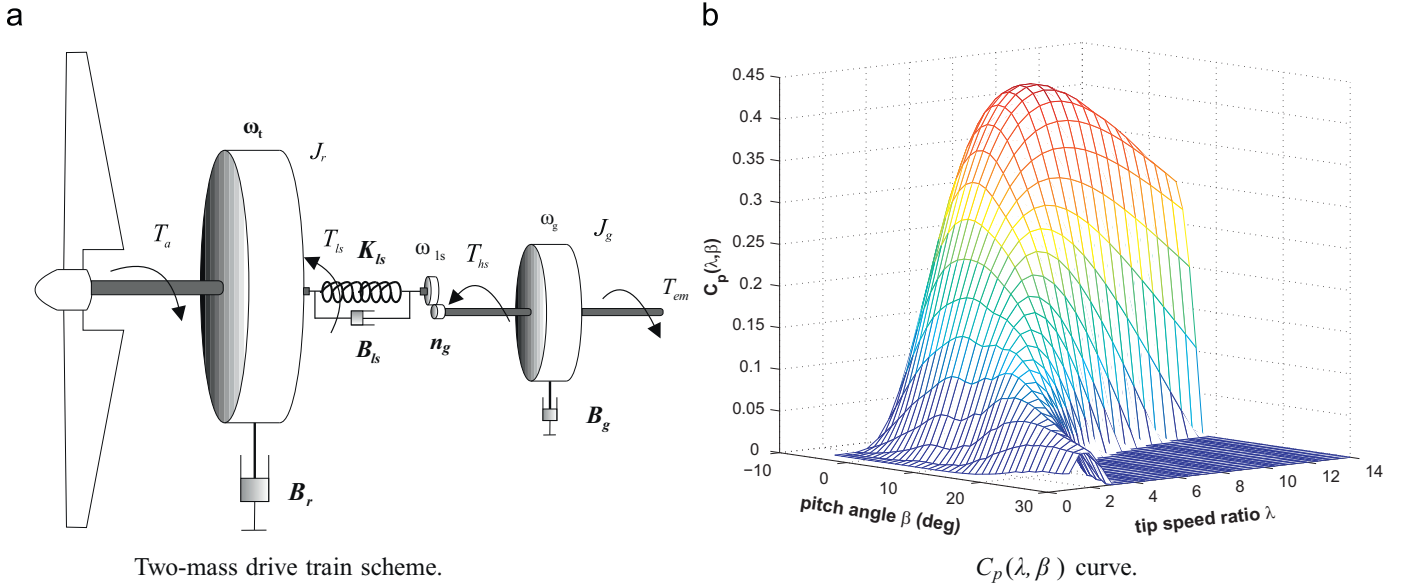 a
ωt
Jr
Ta
Tls
Kls
ω1s
Ths
ωg
Jg
Tem
Bls
ng
Bg
Br
Two-mass drive train scheme.
b
0.45
0.4
0.35
0.3
0.25
0.2
0.15
0.1
0.05
0
Cp(λ,β)
−10
0
10
20
30
pitch angle β (deg)
0
2
4
6
8
10
12
14
tip speed ratio λ
Cp(λ, β) curve.